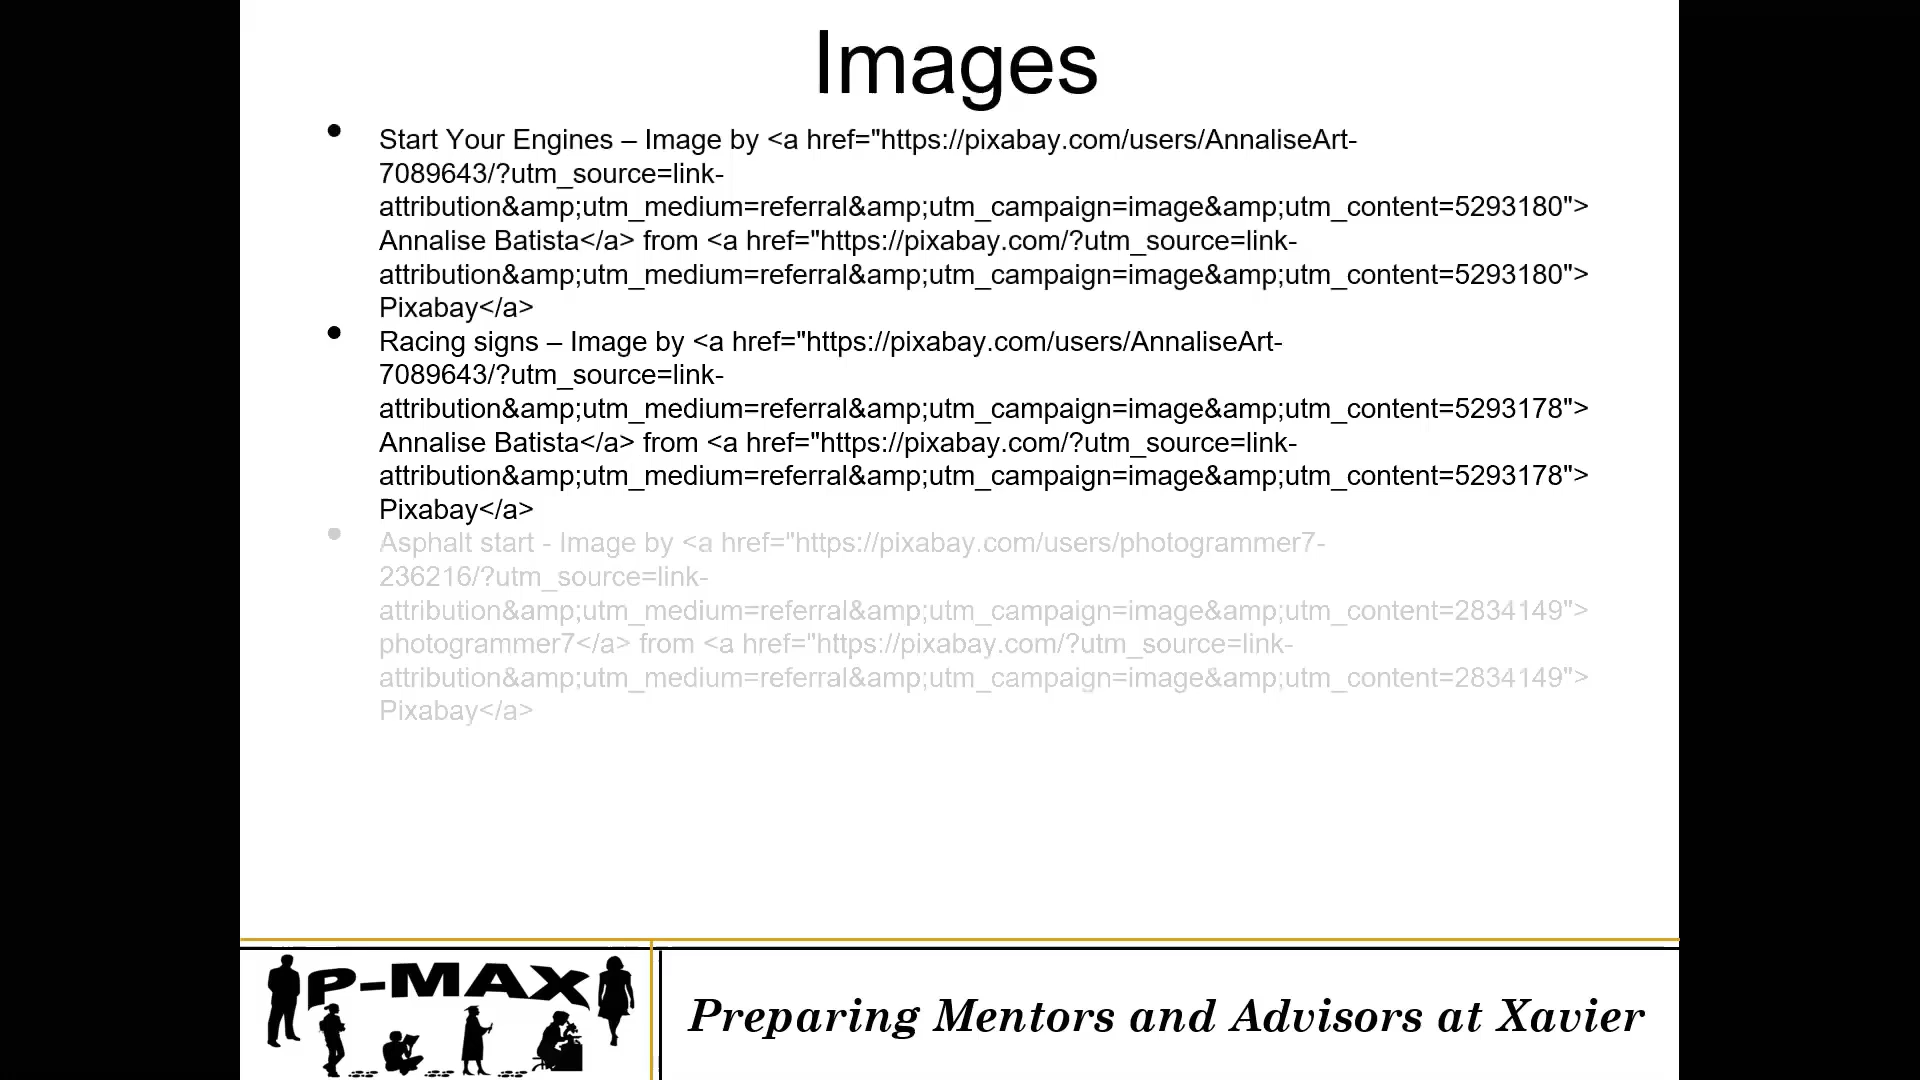 Images
• Start Your Engines – Image by <a href="https://pixabay.com/users/AnnaliseArt-
7089643/?utm_source=link-
attribution&amp;utm_medium=referral&amp;utm_campaign=image&amp;utm_content=5293180">
Annalise Batista</a> from <a href="https://pixabay.com/?utm_source=link-
attribution&amp;utm_medium=referral&amp;utm_campaign=image&amp;utm_content=5293180">
Pixabay</a>
• Racing signs – Image by <a href="https://pixabay.com/users/AnnaliseArt-
7089643/?utm_source=link-
attribution&amp;utm_medium=referral&amp;utm_campaign=image&amp;utm_content=5293178">
Annalise Batista</a> from <a href="https://pixabay.com/?utm_source=link-
attribution&amp;utm_medium=referral&amp;utm_campaign=image&amp;utm_content=5293178">
Pixabay</a>
• Asphalt start - Image by <a href="https://pixabay.com/users/photogrammer7-
236216/?utm_source=link-
attribution&amp;utm_medium=referral&amp;utm_campaign=image&amp;utm_content=2834149">
photogrammer7</a> from <a href="https://pixabay.com/?utm_source=link-
attribution&amp;utm_medium=referral&amp;utm_campaign=image&amp;utm_content=2834149">
Pixabay</a>
P-MAX
Preparing Mentors and Advisors at Xavier